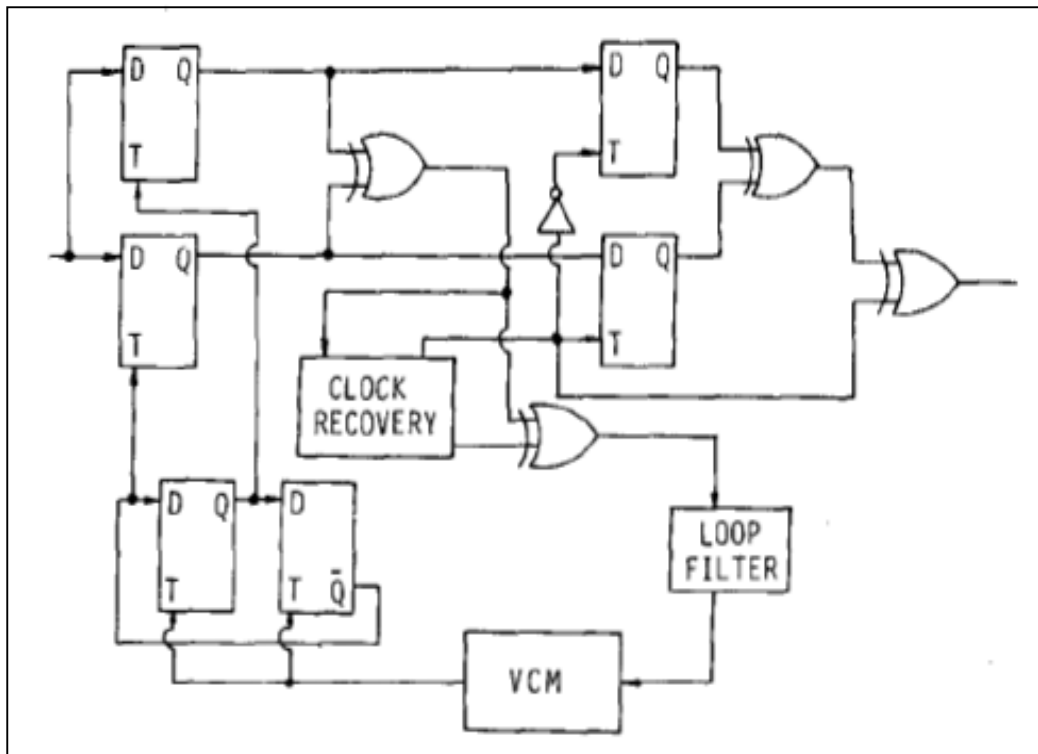 D Q
T
D Q
T
D Q
T
D Q
T
CLOCK
RECOVERY
D Q
T
D
T Q̄
LOOP
FILTER
VCM